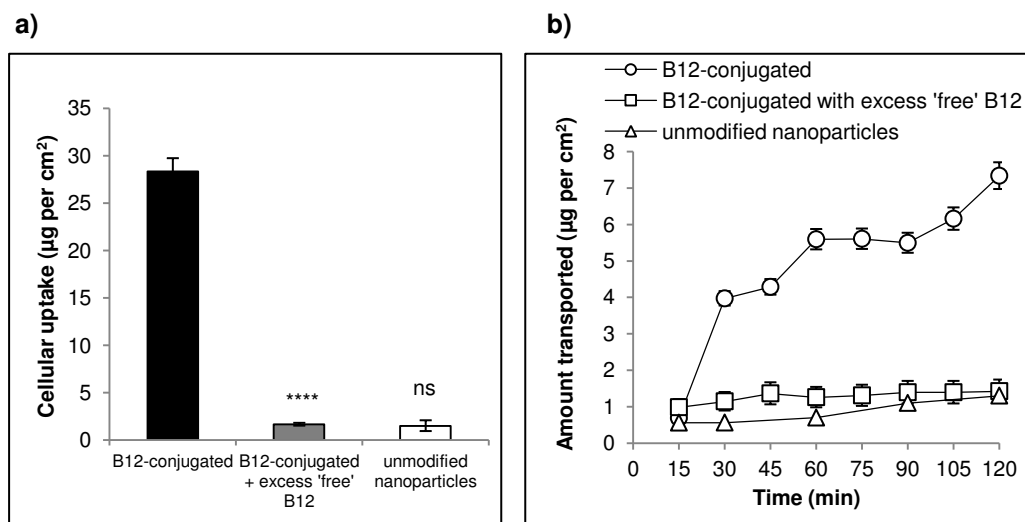 a)
35
30
25
20
15
10
5
0
Cellular uptake (µg per cm²)
****
ns
B12-conjugated
B12-conjugated
+ excess 'free'
B12
unmodified
nanoparticles
b)
B12-conjugated
B12-conjugated with excess 'free' B12
unmodified nanoparticles
8
7
6
5
4
3
2
1
0
Amount transported (µg per cm²)
0 15 30 45 60 75 90 105 120
Time (min)